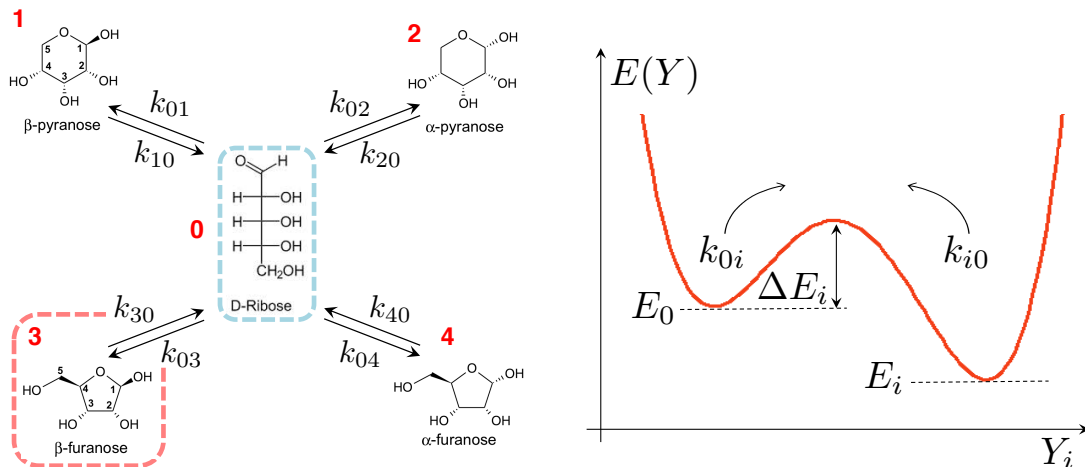 1
O
OH
5
1
4
2
HO
3
OH
OH
β-pyranose
k01
k10
2
O
OH
HO
OH
OH
α-pyranose
k02
k20
0
O
H
H
OH
H
OH
H
OH
CH2OH
D-Ribose
k30
k03
3
5
O
OH
HO
4
1
3
2
HO
OH
β-furanose
k40
k04
4
O
OH
HO
HO
OH
α-furanose
E(Y)
k0i
ki0
ΔEi
E0
Ei
Yi